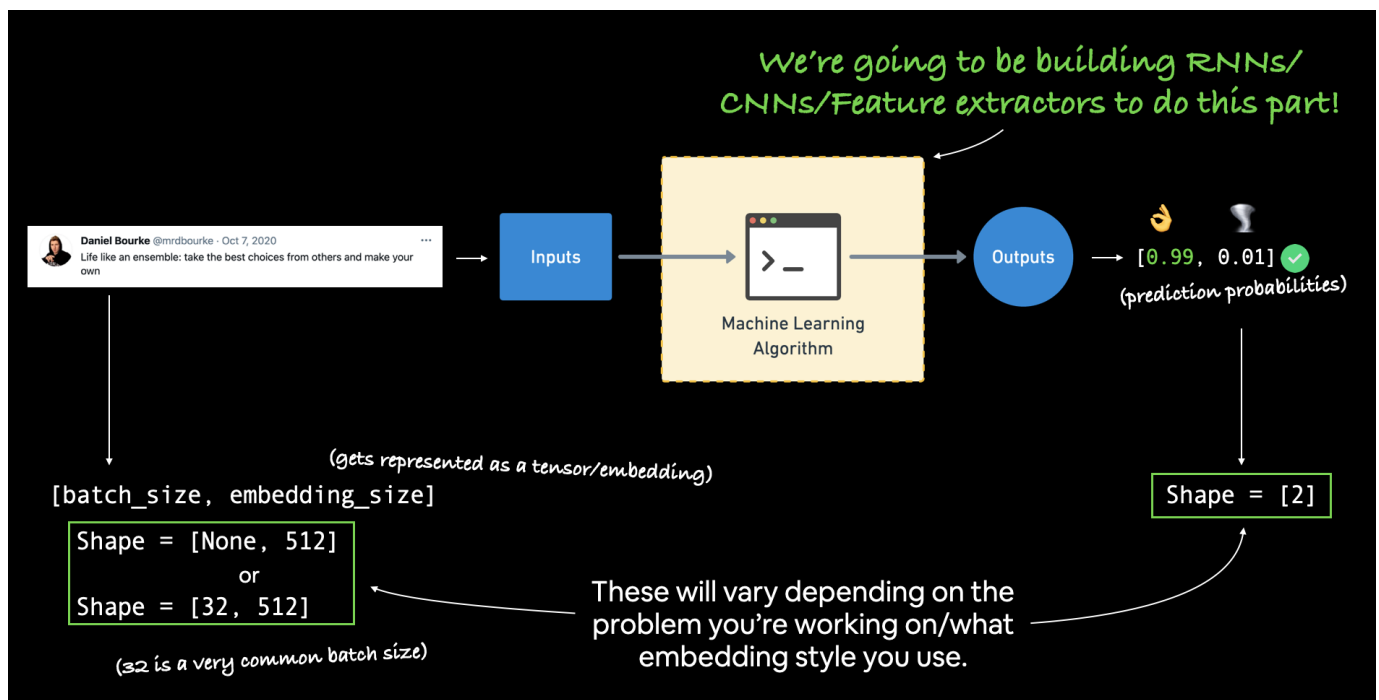 We're going to be building RNNs/
CNNs/Feature extractors to do this part!
Daniel Bourke @mrdbourke · Oct 7, 2020
Life like an ensemble: take the best choices from others and make your
own
Inputs
Machine Learning
Algorithm
Outputs
[0.99, 0.01]
(prediction probabilities)
(gets represented as a tensor/embedding)
[batch_size, embedding_size]
Shape = [None, 512]
or
Shape = [32, 512]
(32 is a very common batch size)
These will vary depending on the
problem you're working on/what
embedding style you use.
Shape = [2]